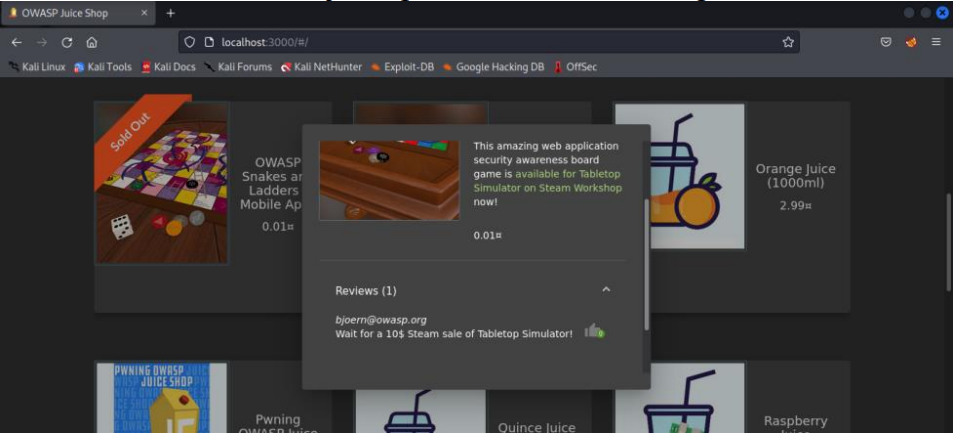 OWASP Juice Shop
localhost:3000/#/
Kali Linux Kali Tools Kali Docs Kali Forums Kali NetHunter Exploit-DB Google Hacking DB OffSec
Sold Out
OWASP
Snakes
Ladders
Mobile
0.01¤
This amazing web application
security awareness board
game is available for Tabletop
Simulator on Steam Workshop
now!
0.01¤
Reviews (1)
bjoern@owasp.org
Wait for a 10$ Steam sale of Tabletop Simulator!
0
Orange Juice
(1000ml)
2.99¤
PWNING OWASP
JUICE SHOP
Pwning
OWASP Juice
Quince Juice
Raspberry
Juice